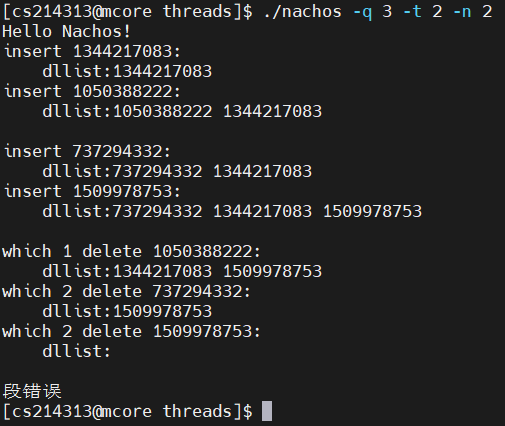 [cs214313@mcore threads]$ ./nachos -q 3 -t 2 -n 2
Hello Nachos!
insert 1344217083:
    dllist:1344217083
insert 1050388222:
    dllist:1050388222 1344217083

insert 737294332:
    dllist:737294332 1344217083
insert 1509978753:
    dllist:737294332 1344217083 1509978753

which 1 delete 1050388222:
    dllist:1344217083 1509978753
which 2 delete 737294332:
    dllist:1509978753
which 2 delete 1509978753:
    dllist:

段错误
[cs214313@mcore threads]$